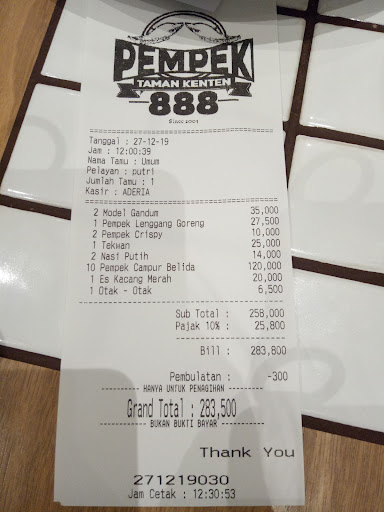 PEMPEK
TAMAN KENTEN
888
Since 2004
Tanggal : 27-12-19
Jam : 12:00:39
Nama Tamu : Umum
Pelayan : putri
Jumlah Tamu : 1
Kasir : ADERIA
2 Model Gandum 35,000
1 Pempek Lenggang Goreng 27,500
2 Pempek Crispy 10,000
1 Tekwan 25,000
2 Nasi Putih 14,000
10 Pempek Campur Belida 120,000
1 Es Kacang Merah 20,000
1 Otak - Otak 6,500
Sub Total : 258,000
Pajak 10% : 25,800
Bill : 283,800
Pembulatan : -300
HANYA UNTUK PENAGIHAN
Grand Total : 283,500
BUKAN BUKTI BAYAR
Thank You
271219030
Jam Cetak : 12:30:53